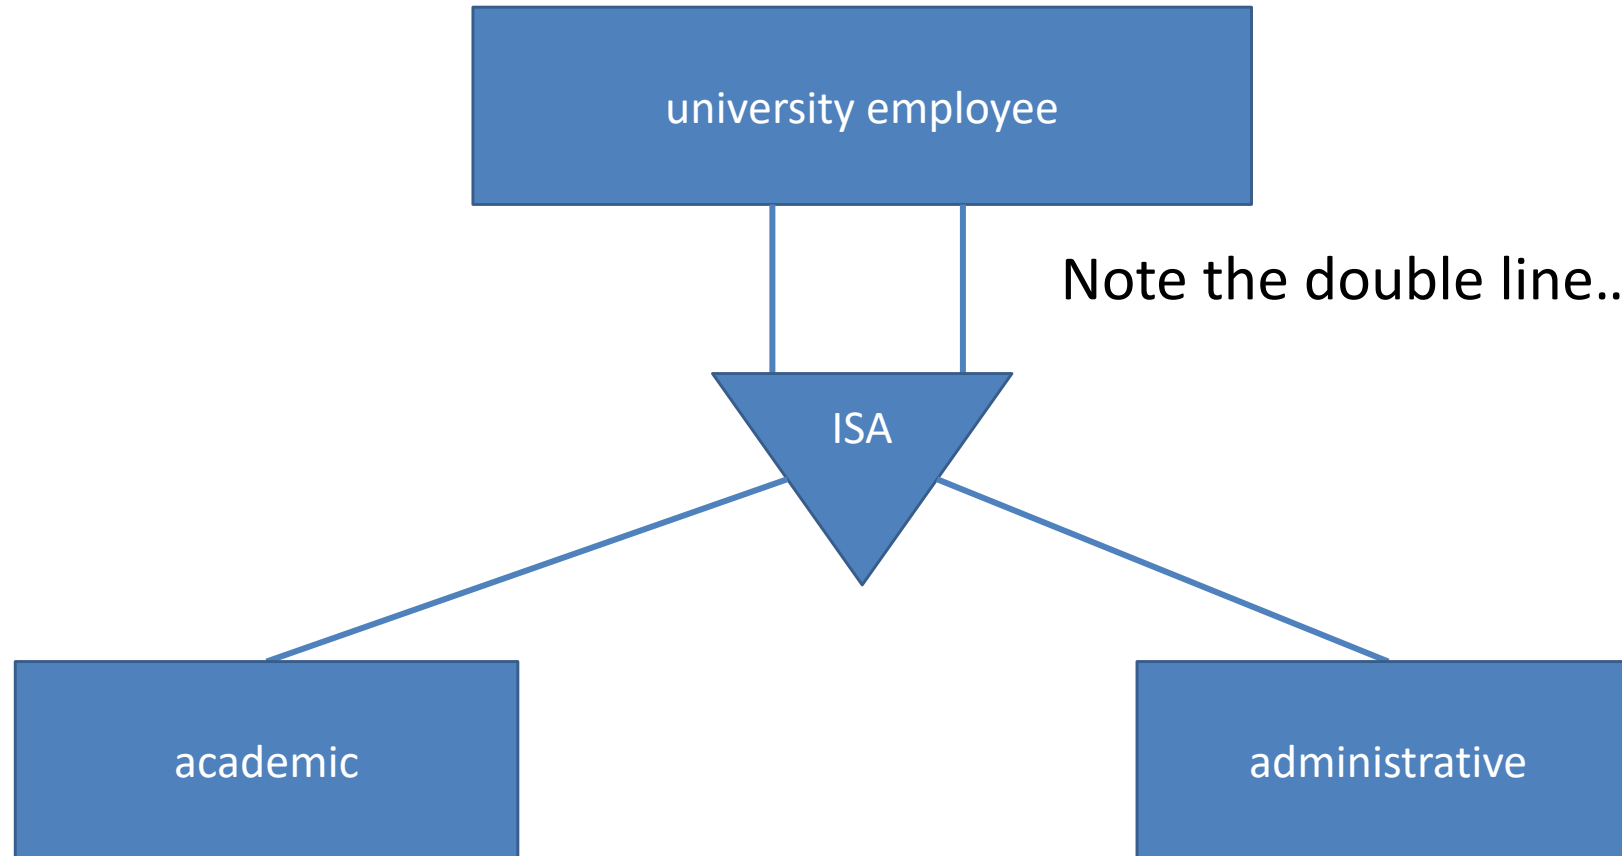 university employee
Note the double line..
ISA
academic
administrative